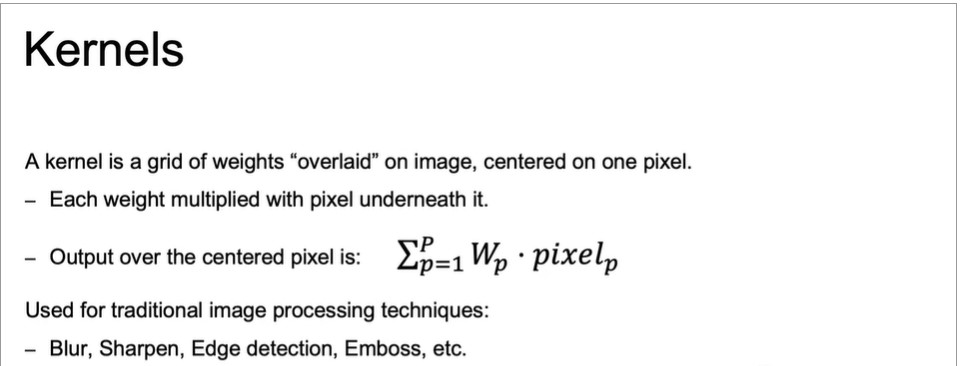 Kernels
A kernel is a grid of weights “overlaid” on image, centered on one pixel.
– Each weight multiplied with pixel underneath it.
– Output over the centered pixel is: ∑_{p=1}^{P} W_p · pixel_p
Used for traditional image processing techniques:
– Blur, Sharpen, Edge detection, Emboss, etc.